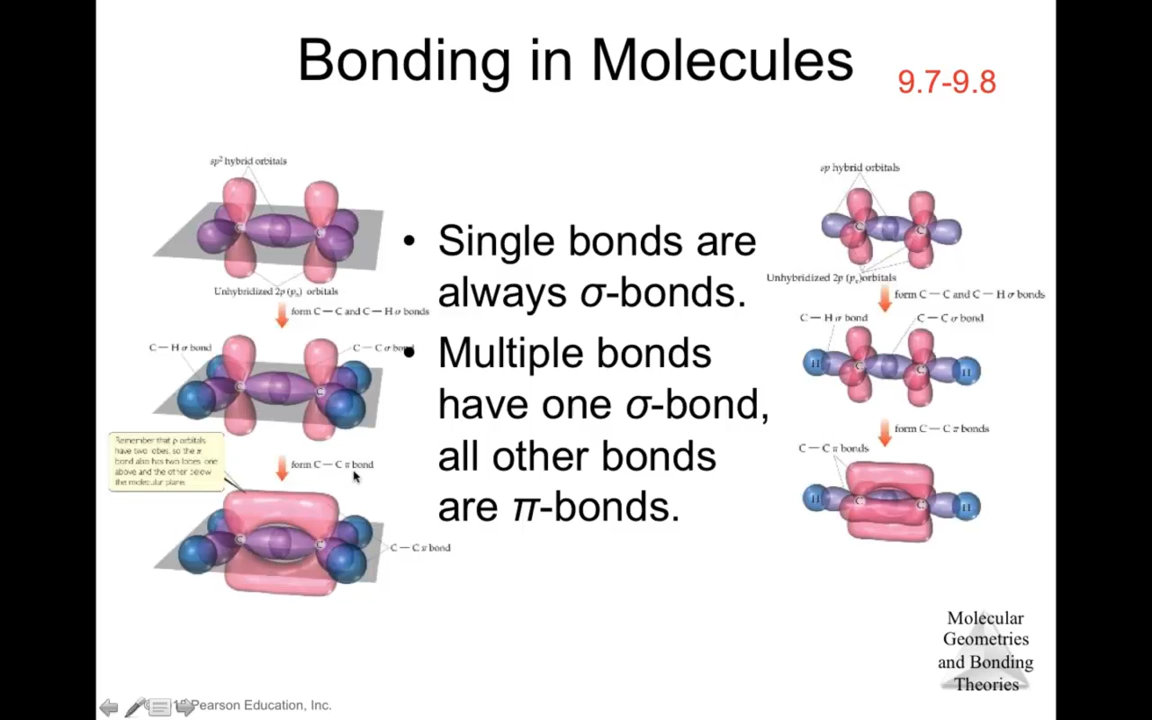 Bonding in Molecules
9.7-9.8
sp² hybrid orbitals
Unhybridized 2p (pz) orbitals
form C—C and C—H σ bonds
C—H σ bond
C—C σ bond
C
C
Remember that p orbitals
have two lobes, so the π
bond also has two lobes: one
above and the other below
the molecular plane.
form C—C π bond
C
C
C—C π bond
• Single bonds are
always σ-bonds.
• Multiple bonds
have one σ-bond,
all other bonds
are π-bonds.
sp hybrid orbitals
C
C
Unhybridized 2p orbitals
form C—C and C—H σ bonds
C—H σ bond
C—C σ bond
H
C
C
H
form C—C π bonds
C—C π bonds
H
C
C
H
Molecular
Geometries
and Bonding
Theories
Pearson Education, Inc.